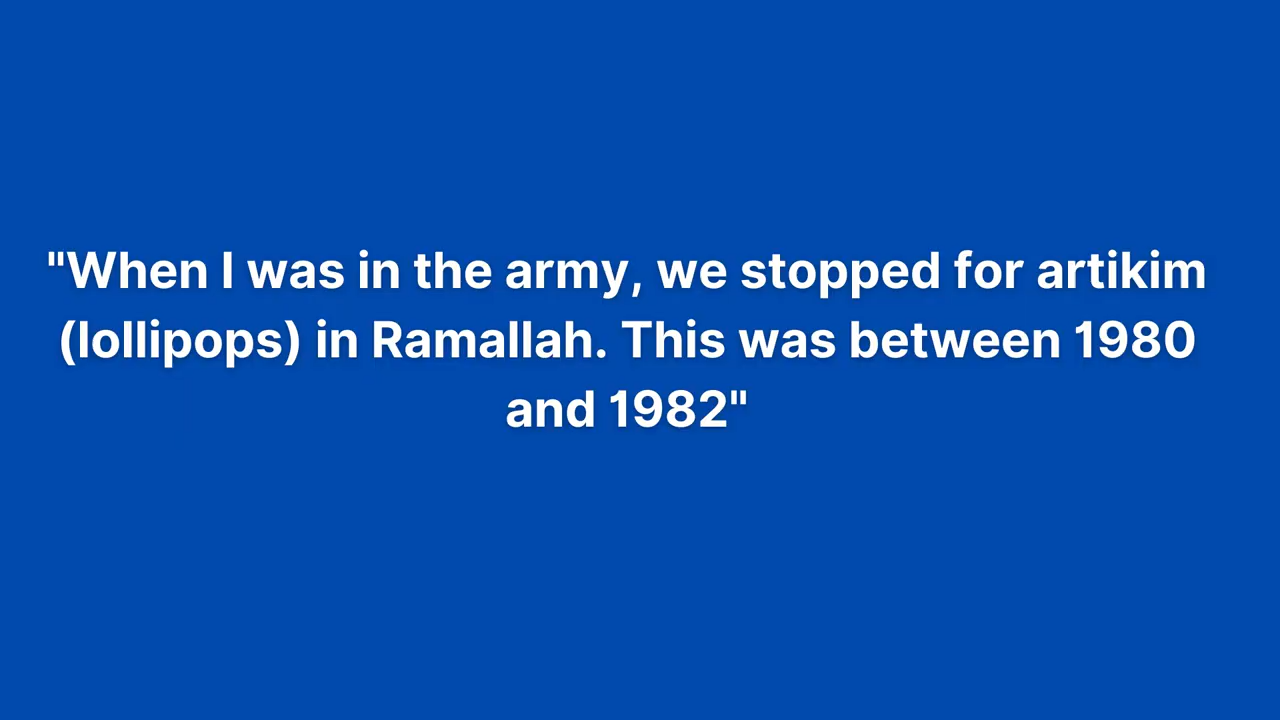 "When I was in the army, we stopped for artikim
(lollipops) in Ramallah. This was between 1980
and 1982"